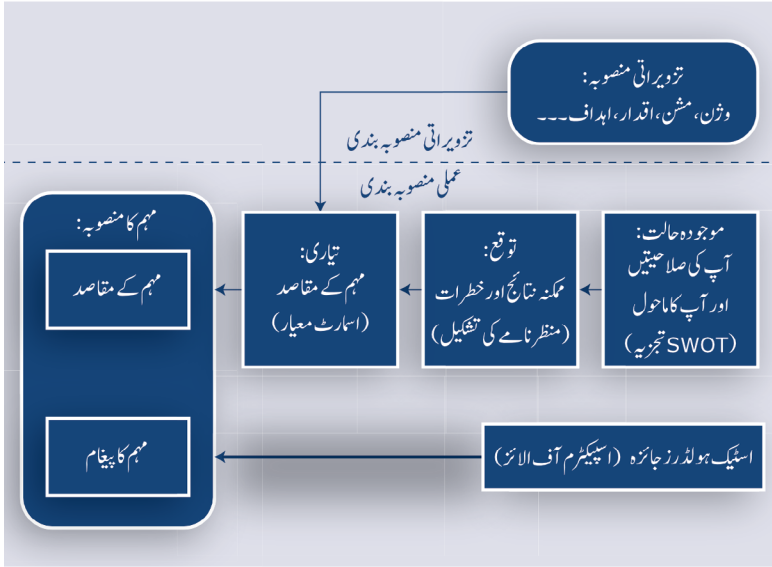 تزویراتی منصوبہ:
وژن، مشن، اقدار، اہداف۔۔۔
تزویراتی منصوبہ بندی
عملی منصوبہ بندی
موجودہ حالت:
آپ کی صلاحیتیں
اور آپ کا ماحول
(SWOT تجزیہ)
توقع:
ممکنہ نتائج اور خطرات
(منظر نامے کی تشکیل)
تیاری:
مہم کے مقاصد
(اسمارٹ معیار)
مہم کا منصوبہ:
مہم کے مقاصد
اسٹیک ہولڈرز جائزہ (اسپیکٹرم آف الائز)
مہم کا پیغام